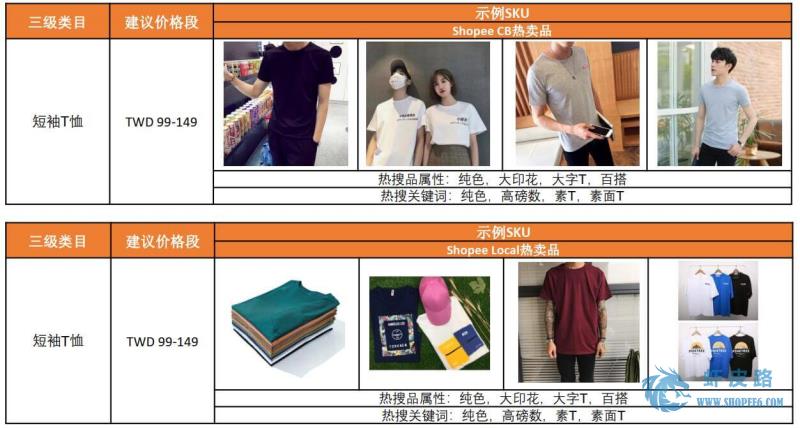 三级类目 建议价格段 示例SKU
Shopee CB热卖品
短袖T恤 TWD 99-149
热搜品属性：纯色，大印花，大字T，百搭
热搜关键词：纯色，高磅数，素T，素面T
三级类目 建议价格段 示例SKU
Shopee Local热卖品
短袖T恤 TWD 99-149
热搜品属性：纯色，大印花，大字T，百搭
热搜关键词：纯色，高磅数，素T，素面T
虾皮路
WWW.SHOPEE6.COM